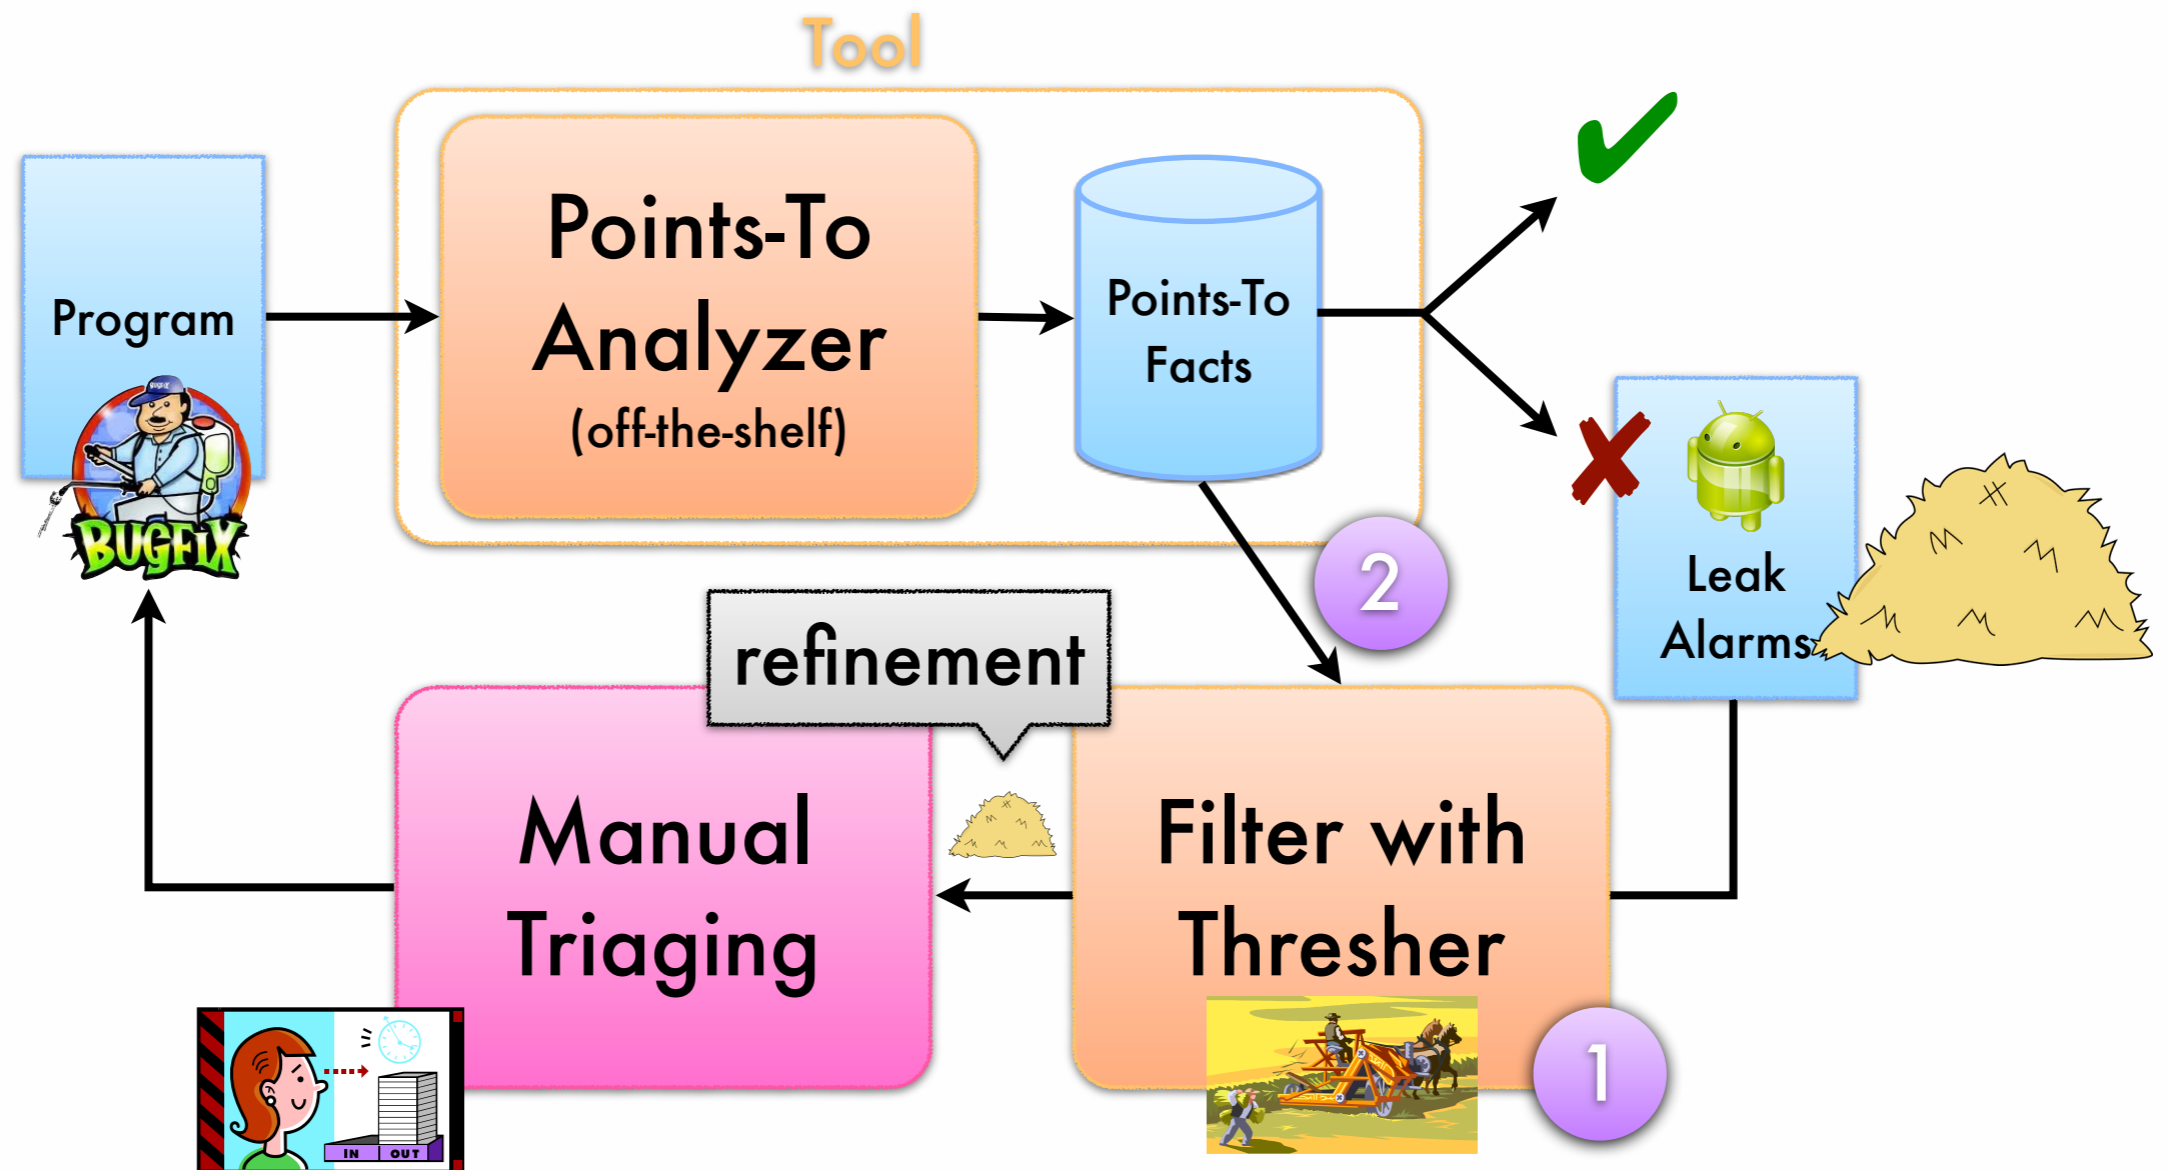 Tool
Program
BUGFIX
BUGFIX
Points-To
Analyzer
(off-the-shelf)
Points-To
Facts
2
Leak
Alarms
refinement
Manual
Triaging
IN OUT
Filter with
Thresher
1